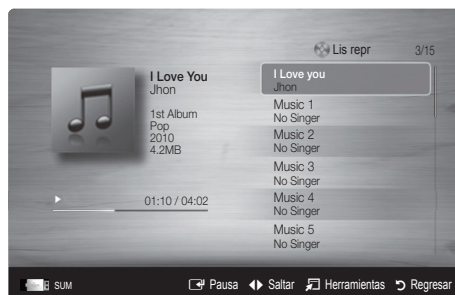 Lis repr 3/15
I Love You
Jhon
1st Album
Pop
2010
4.2MB
01:10 / 04:02
I Love you
Jhon
Music 1
No Singer
Music 2
No Singer
Music 3
No Singer
Music 4
No Singer
Music 5
No Singer
SUM Pausa Saltar Herramientas Regresar